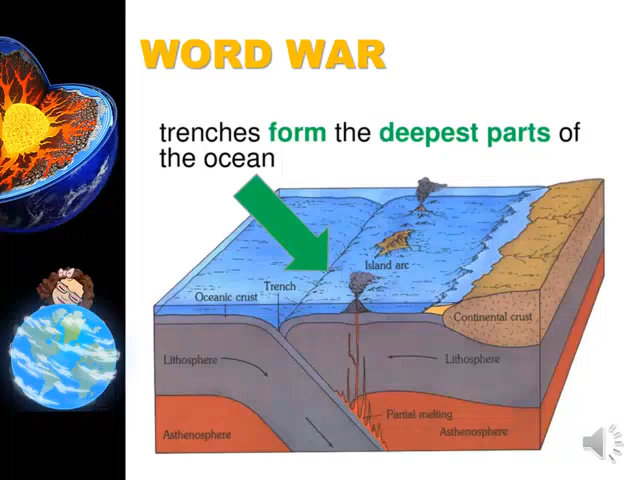 WORD WAR
trenches form the deepest parts of
the ocean
Island arc
Trench
Oceanic crust
Continental crust
Lithosphere
Lithosphere
Partial melting
Asthenosphere
Asthenosphere